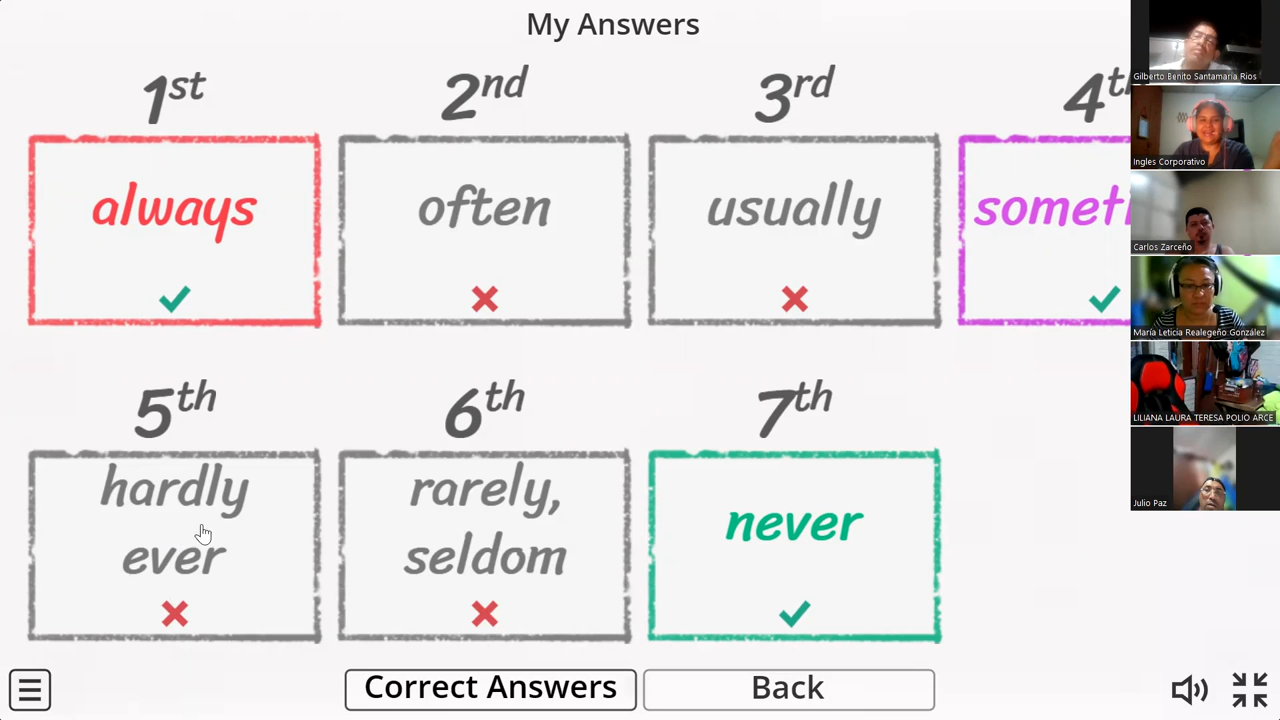 My Answers
1st
2nd
3rd
4th
always
often
usually
someti
5th
6th
7th
hardly
ever
rarely,
seldom
never
Correct Answers
Back
Gilberto Benito Santamaria Rios
Ingles Corporativo
Carlos Zarceño
María Leticia Realegeño González
LILIANA LAURA TERESA POLIO ARCE
Julio Paz